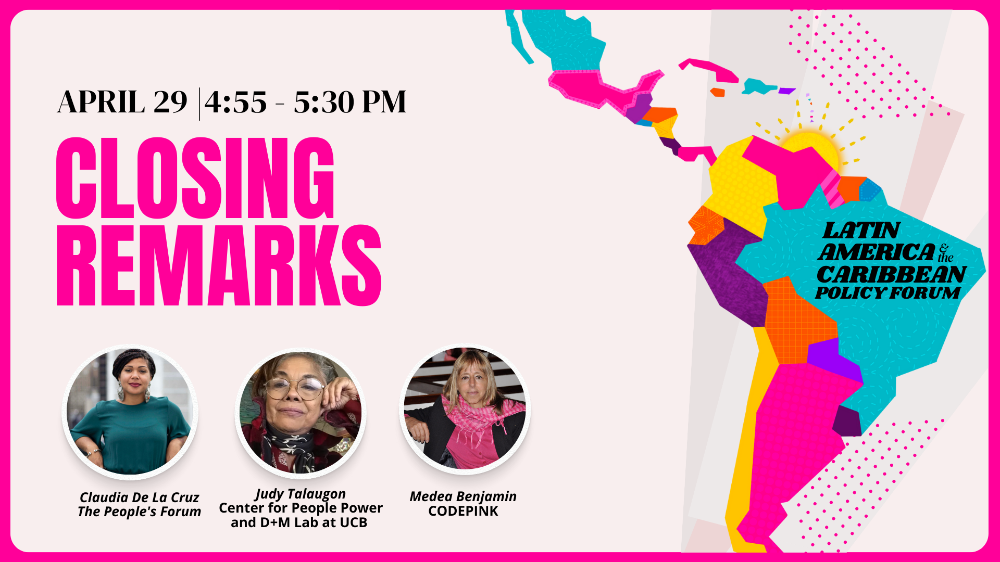 APRIL 29 |4:55 - 5:30 PM
CLOSING
REMARKS
LATIN
AMERICA & the
CARIBBEAN
POLICY FORUM
Claudia De La Cruz
The People's Forum
Judy Talaugon
Center for People Power
and D+M Lab at UCB
Medea Benjamin
CODEPINK